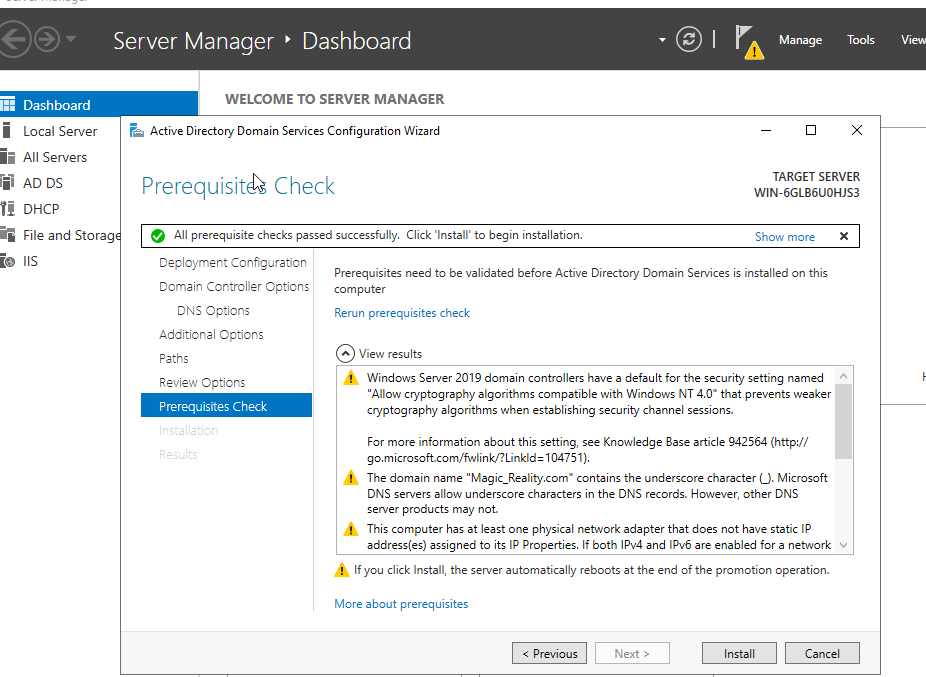 Server Manager
Server Manager ‣ Dashboard
Manage
Tools
View
Dashboard
Local Server
All Servers
AD DS
DHCP
File and Storage
IIS
WELCOME TO SERVER MANAGER
Active Directory Domain Services Configuration Wizard
Prerequisites Check
TARGET SERVER
WIN-6GLB6U0HJS3
All prerequisite checks passed successfully.  Click 'Install' to begin installation.
Show more
Deployment Configuration
Domain Controller Options
DNS Options
Additional Options
Paths
Review Options
Prerequisites Check
Installation
Results
Prerequisites need to be validated before Active Directory Domain Services is installed on this
computer
Rerun prerequisites check
View results
Windows Server 2019 domain controllers have a default for the security setting named
"Allow cryptography algorithms compatible with Windows NT 4.0" that prevents weaker
cryptography algorithms when establishing security channel sessions.
For more information about this setting, see Knowledge Base article 942564 (http://
go.microsoft.com/fwlink/?LinkId=104751).
The domain name "Magic_Reality.com" contains the underscore character (_). Microsoft
DNS servers allow underscore characters in the DNS records. However, other DNS
server products may not.
This computer has at least one physical network adapter that does not have static IP
address(es) assigned to its IP Properties. If both IPv4 and IPv6 are enabled for a network
If you click Install, the server automatically reboots at the end of the promotion operation.
More about prerequisites
< Previous
Next >
Install
Cancel